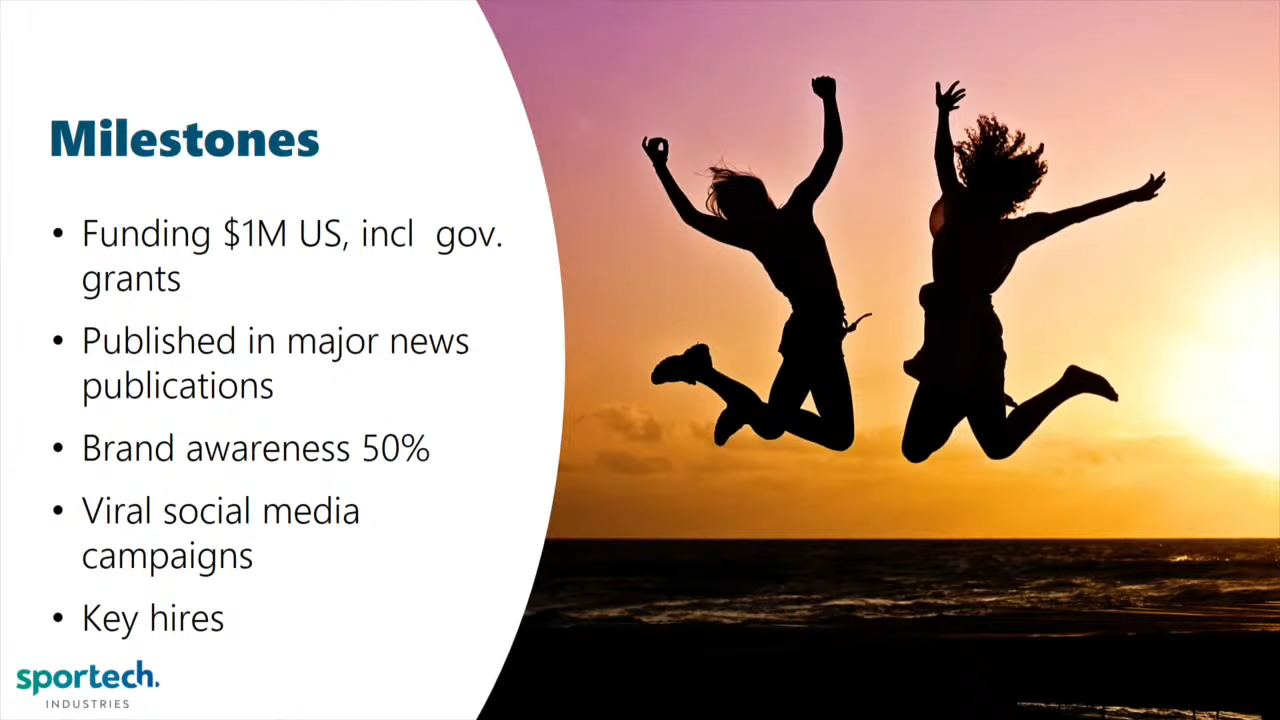 Milestones
• Funding $1M US, incl  gov.
grants
• Published in major news
publications
• Brand awareness 50%
• Viral social media
campaigns
• Key hires
sportech.
INDUSTRIES